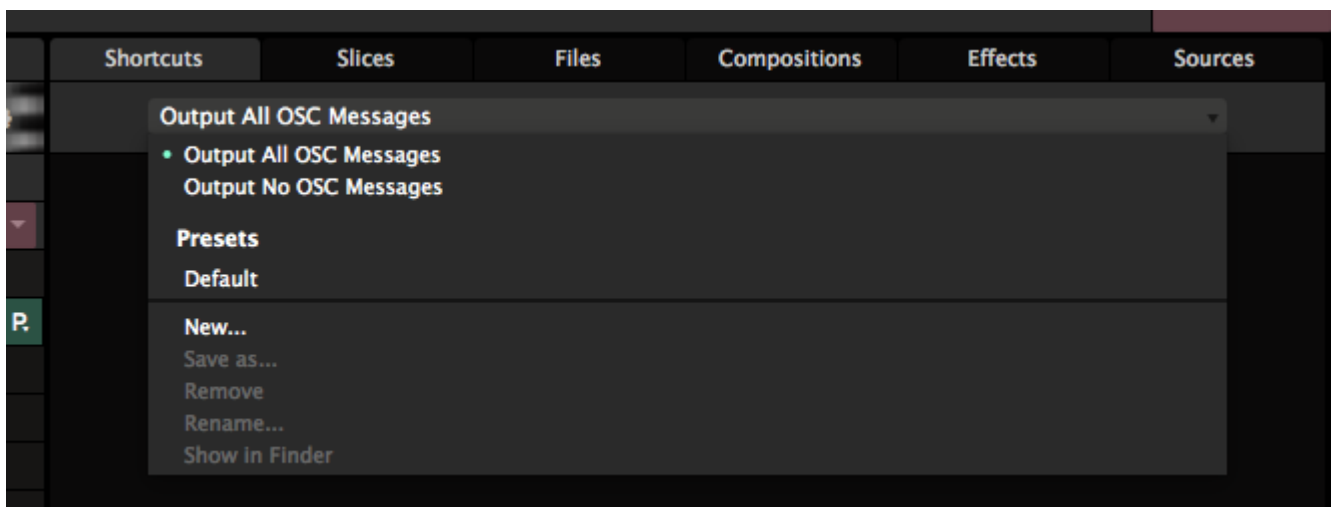 Shortcuts Slices Files Compositions Effects Sources
Output All OSC Messages
Output All OSC Messages
Output No OSC Messages
Presets
Default
P.
New...
Save as...
Remove
Rename...
Show in Finder